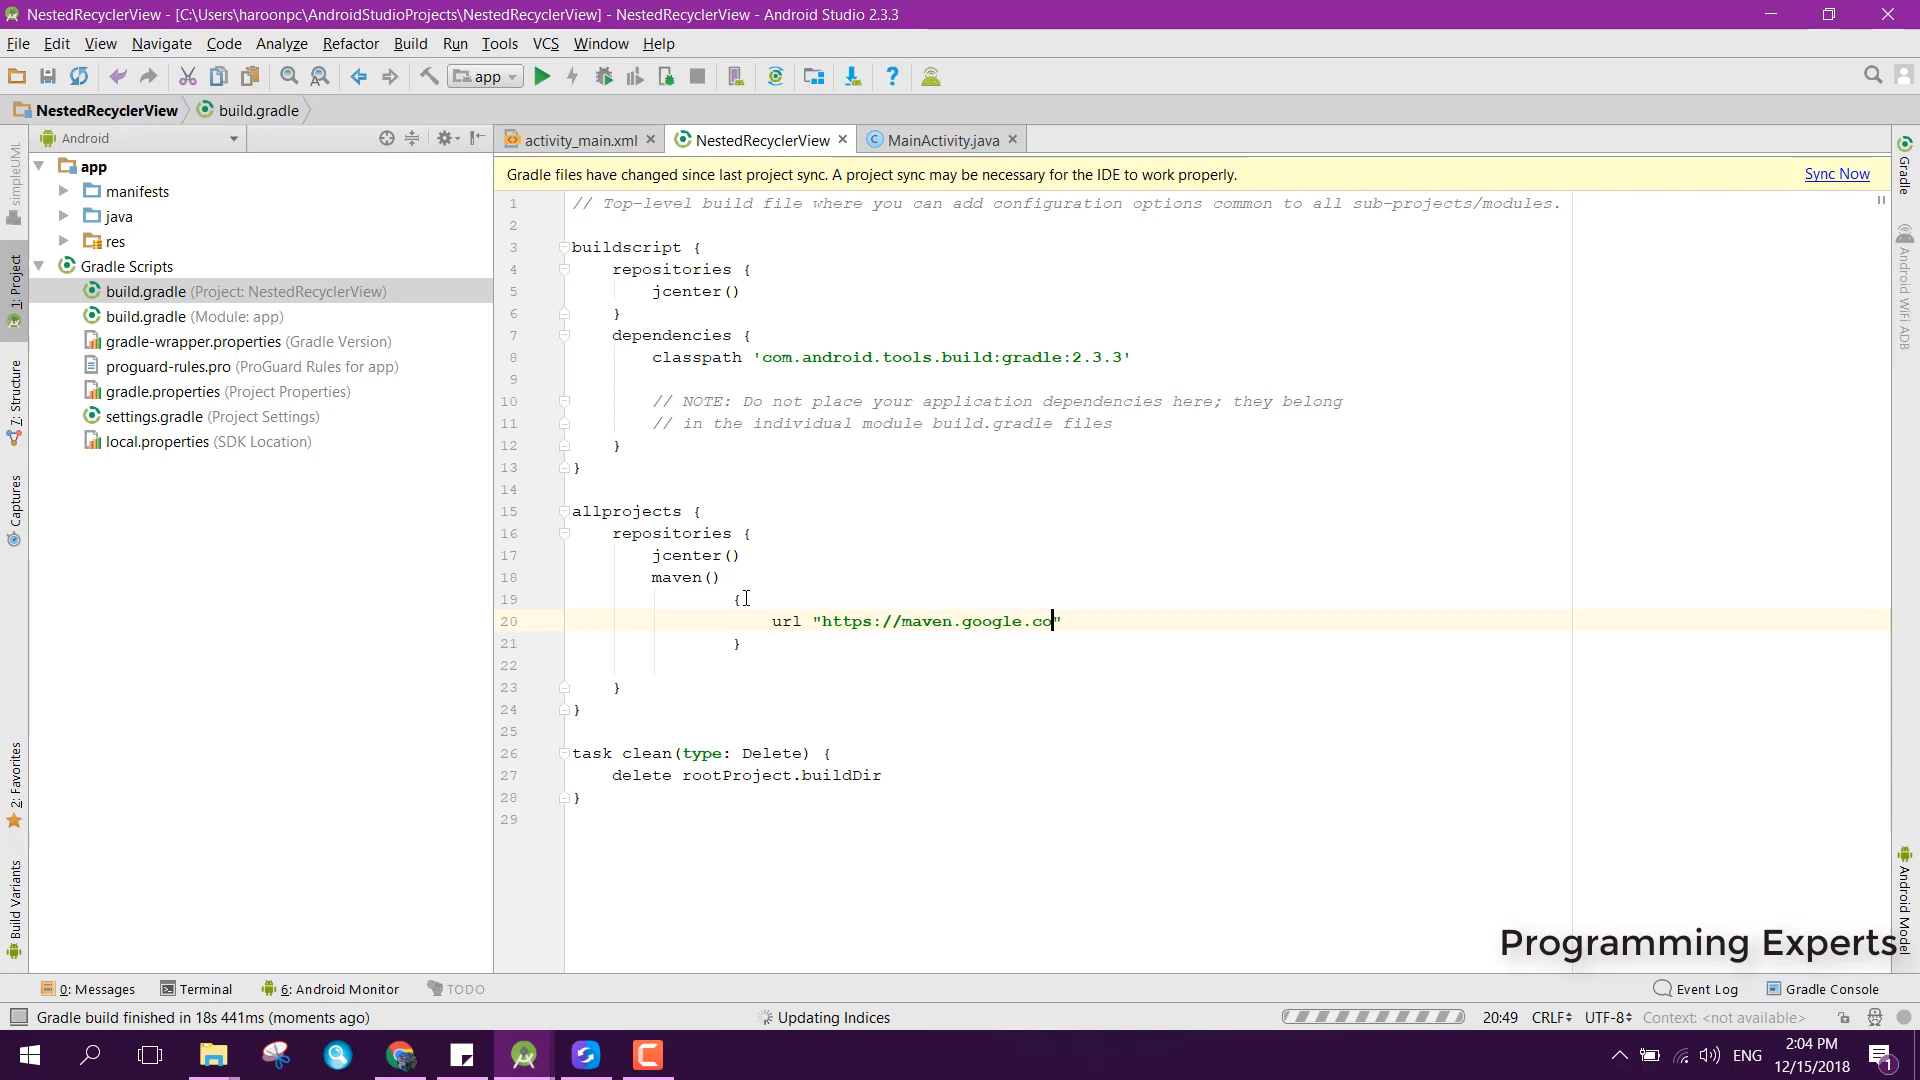 NestedRecyclerView - [C:\Users\haroonpc\AndroidStudioProjects\NestedRecyclerView] - NestedRecyclerView - Android Studio 2.3.3
File Edit View Navigate Code Analyze Refactor Build Run Tools VCS Window Help
app
NestedRecyclerView build.gradle
Android
activity_main.xml NestedRecyclerView MainActivity.java
Gradle files have changed since last project sync. A project sync may be necessary for the IDE to work properly. Sync Now
app
manifests
java
res
Gradle Scripts
build.gradle (Project: NestedRecyclerView)
build.gradle (Module: app)
gradle-wrapper.properties (Gradle Version)
proguard-rules.pro (ProGuard Rules for app)
gradle.properties (Project Properties)
settings.gradle (Project Settings)
local.properties (SDK Location)
simpleUML
1: Project
7: Structure
Captures
2: Favorites
Build Variants
1 // Top-level build file where you can add configuration options common to all sub-projects/modules.
2
3 buildscript {
4 repositories {
5 jcenter()
6 }
7 dependencies {
8 classpath 'com.android.tools.build:gradle:2.3.3'
9
10 // NOTE: Do not place your application dependencies here; they belong
11 // in the individual module build.gradle files
12 }
13 }
14
15 allprojects {
16 repositories {
17 jcenter()
18 maven()
19 {
20 url "https://maven.google.co"
21 }
22
23 }
24 }
25
26 task clean(type: Delete) {
27 delete rootProject.buildDir
28 }
29
Gradle
Android WiFi ADB
Android Model
Programming Experts
0: Messages Terminal 6: Android Monitor TODO Event Log Gradle Console
Gradle build finished in 18s 441ms (moments ago) Updating Indices 20:49 CRLF UTF-8 Context: <not available>
ENG 2:04 PM
12/15/2018 1